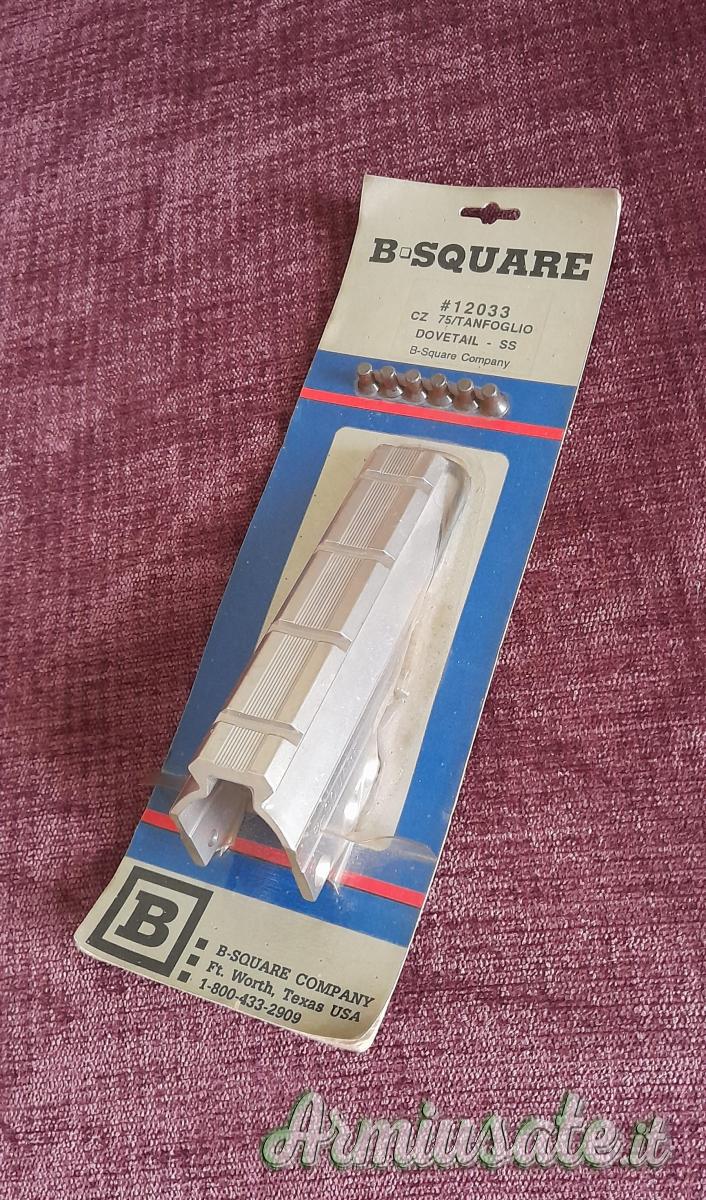 B-SQUARE
#12033
CZ 75/TANFOGLIO
DOVETAIL - SS
B-Square Company
B
B-SQUARE COMPANY
Ft. Worth, Texas USA
1-800-433-2909
Armiusate.it